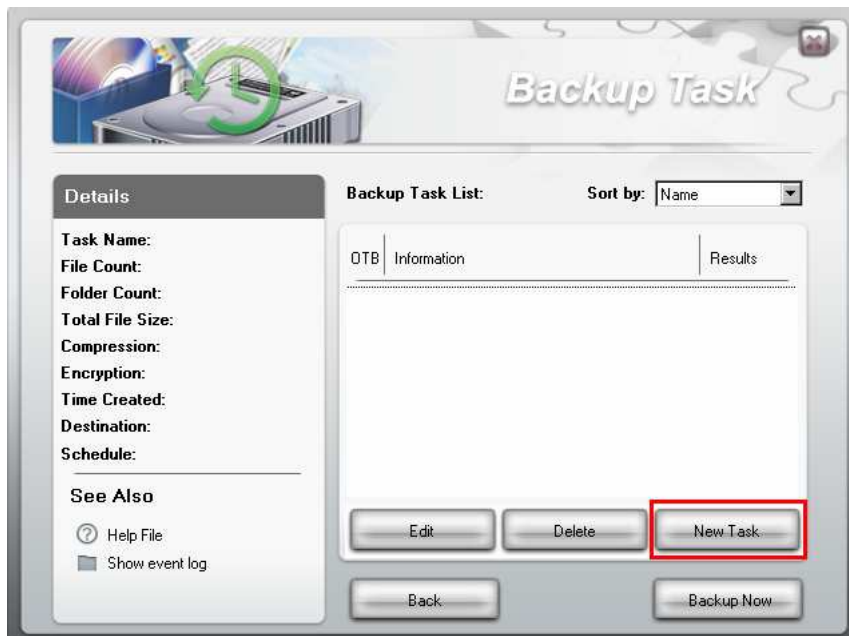 Backup Task
Details
Task Name:
File Count:
Folder Count:
Total File Size:
Compression:
Encryption:
Time Created:
Destination:
Schedule:
See Also
Help File
Show event log
Backup Task List:
Sort by: Name
OTB Information Results
Edit Delete New Task
Back Backup Now